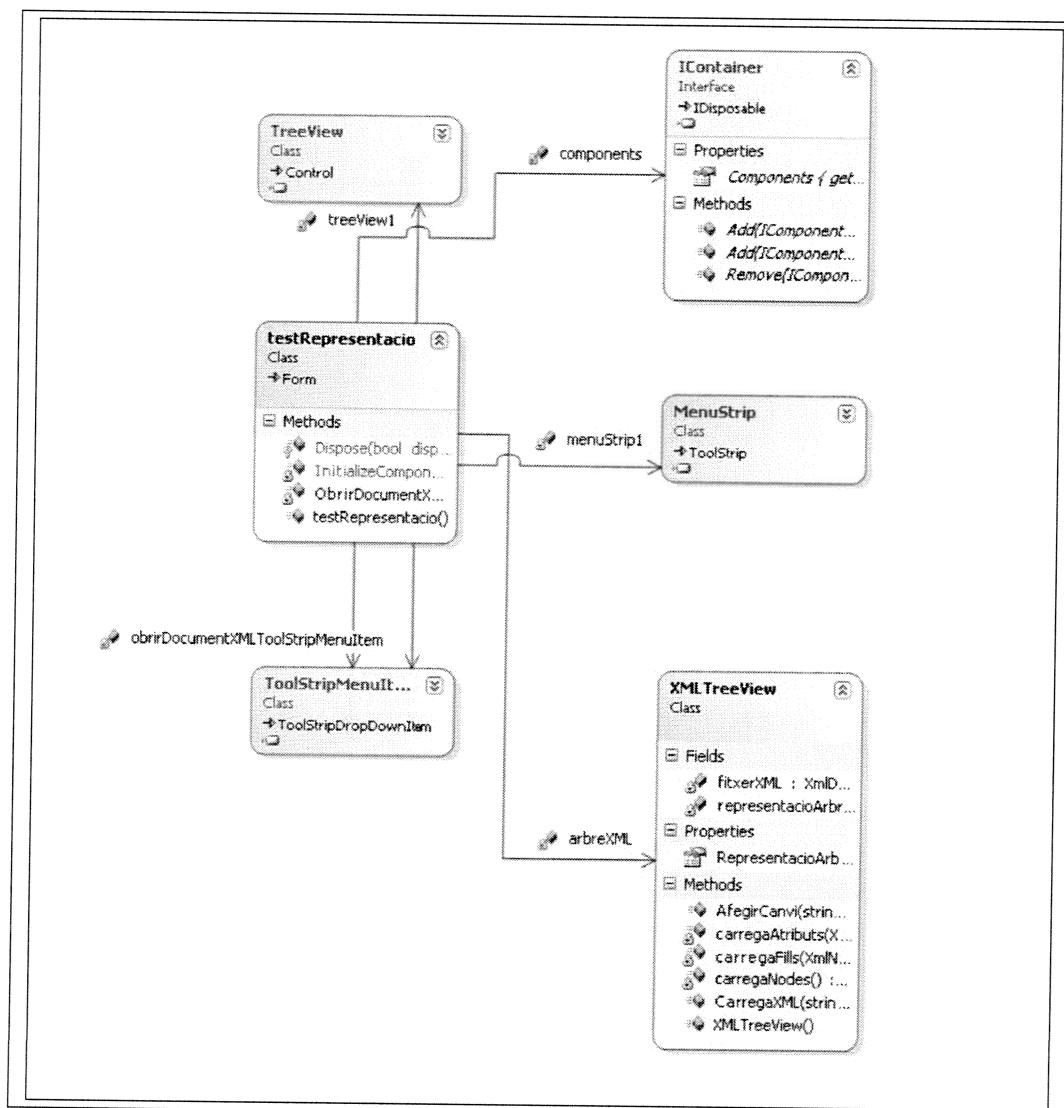 IContainer
Interface
IDisposable
Properties
Components { get...
Methods
Add(IComponent...
Add(IComponent...
Remove(ICompon...
TreeView
Class
Control
components
treeView1
testRepresentacio
Class
Form
Methods
Dispose(bool disp...
InitializeCompon...
ObrirDocumentX...
testRepresentacio()
menuStrip1
MenuStrip
Class
ToolStrip
obrirDocumentXMLToolStripMenuItem
ToolStripMenuIt...
Class
ToolStripDropDownItem
arbreXML
XMLTreeView
Class
Fields
fitxerXML : XmlD...
representacioArbr...
Properties
RepresentacioArb...
Methods
AfegirCanvi(strin...
carregaAtributs(X...
carregaFills(XmlN...
carregaNodes() :...
CarregaXML(strin...
XMLTreeView()